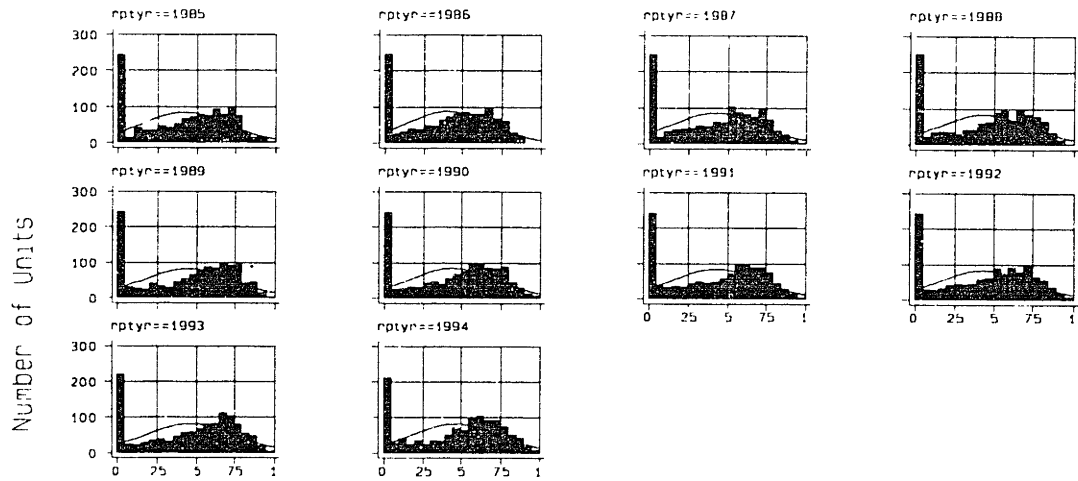 rptyr==1985 rptyr==1986 rptyr==1987 rptyr==1988
300
200
100
0
rptyr==1989 rptyr==1990 rptyr==1991 rptyr==1992
300
200
100
0
0 25 5 75 1 0 25 5 75 1
rptyr==1993 rptyr==1994
300
200
100
0
0 25 5 75 1 0 25 5 75 1
Number of Units